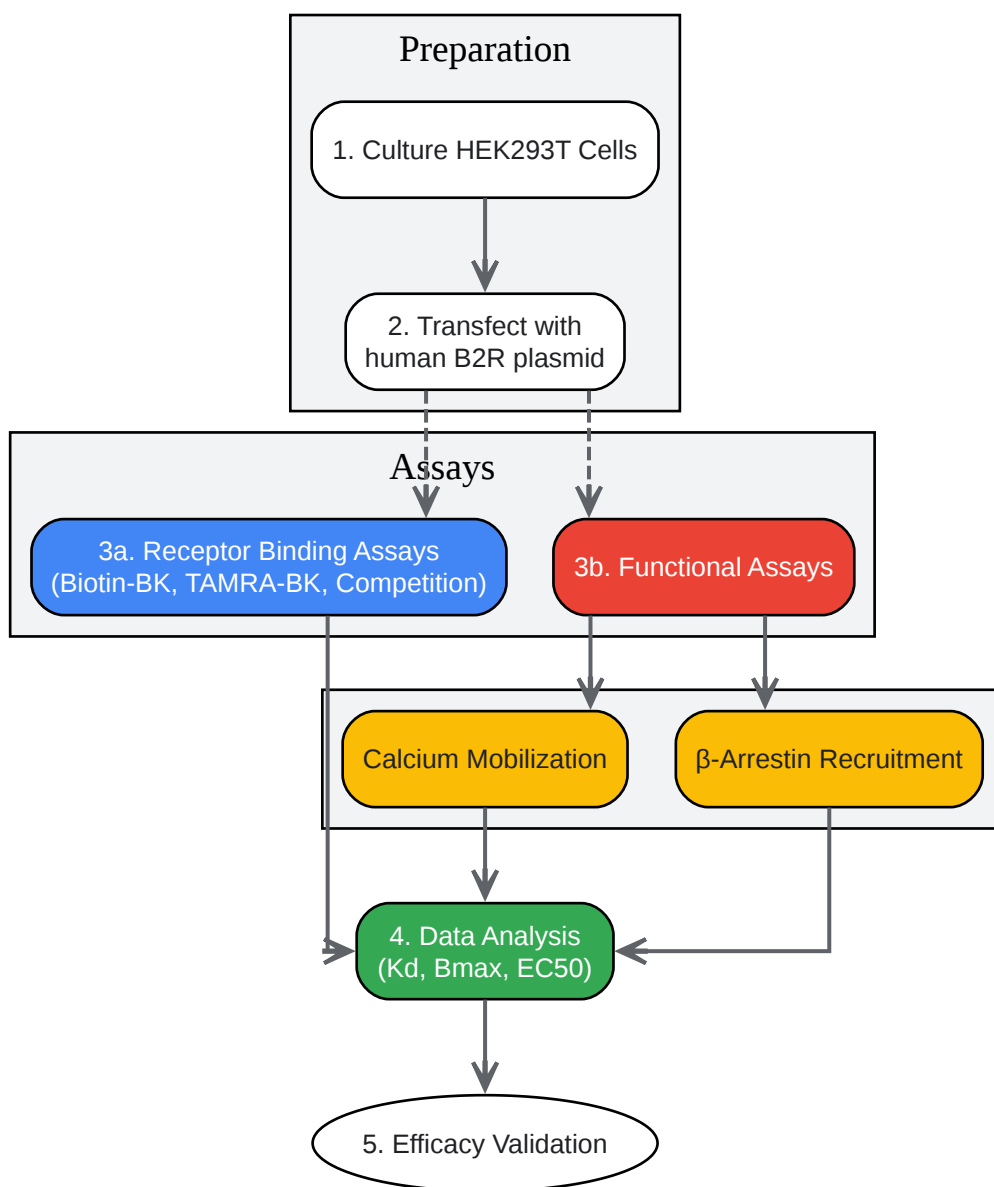 Preparation
1. Culture HEK293T Cells
2. Transfect with
human B2R plasmid
Assays
3a. Receptor Binding Assays
(Biotin-BK, TAMRA-BK, Competition)
3b. Functional Assays
Calcium Mobilization
β-Arrestin Recruitment
4. Data Analysis
(Kd, Bmax, EC50)
5. Efficacy Validation